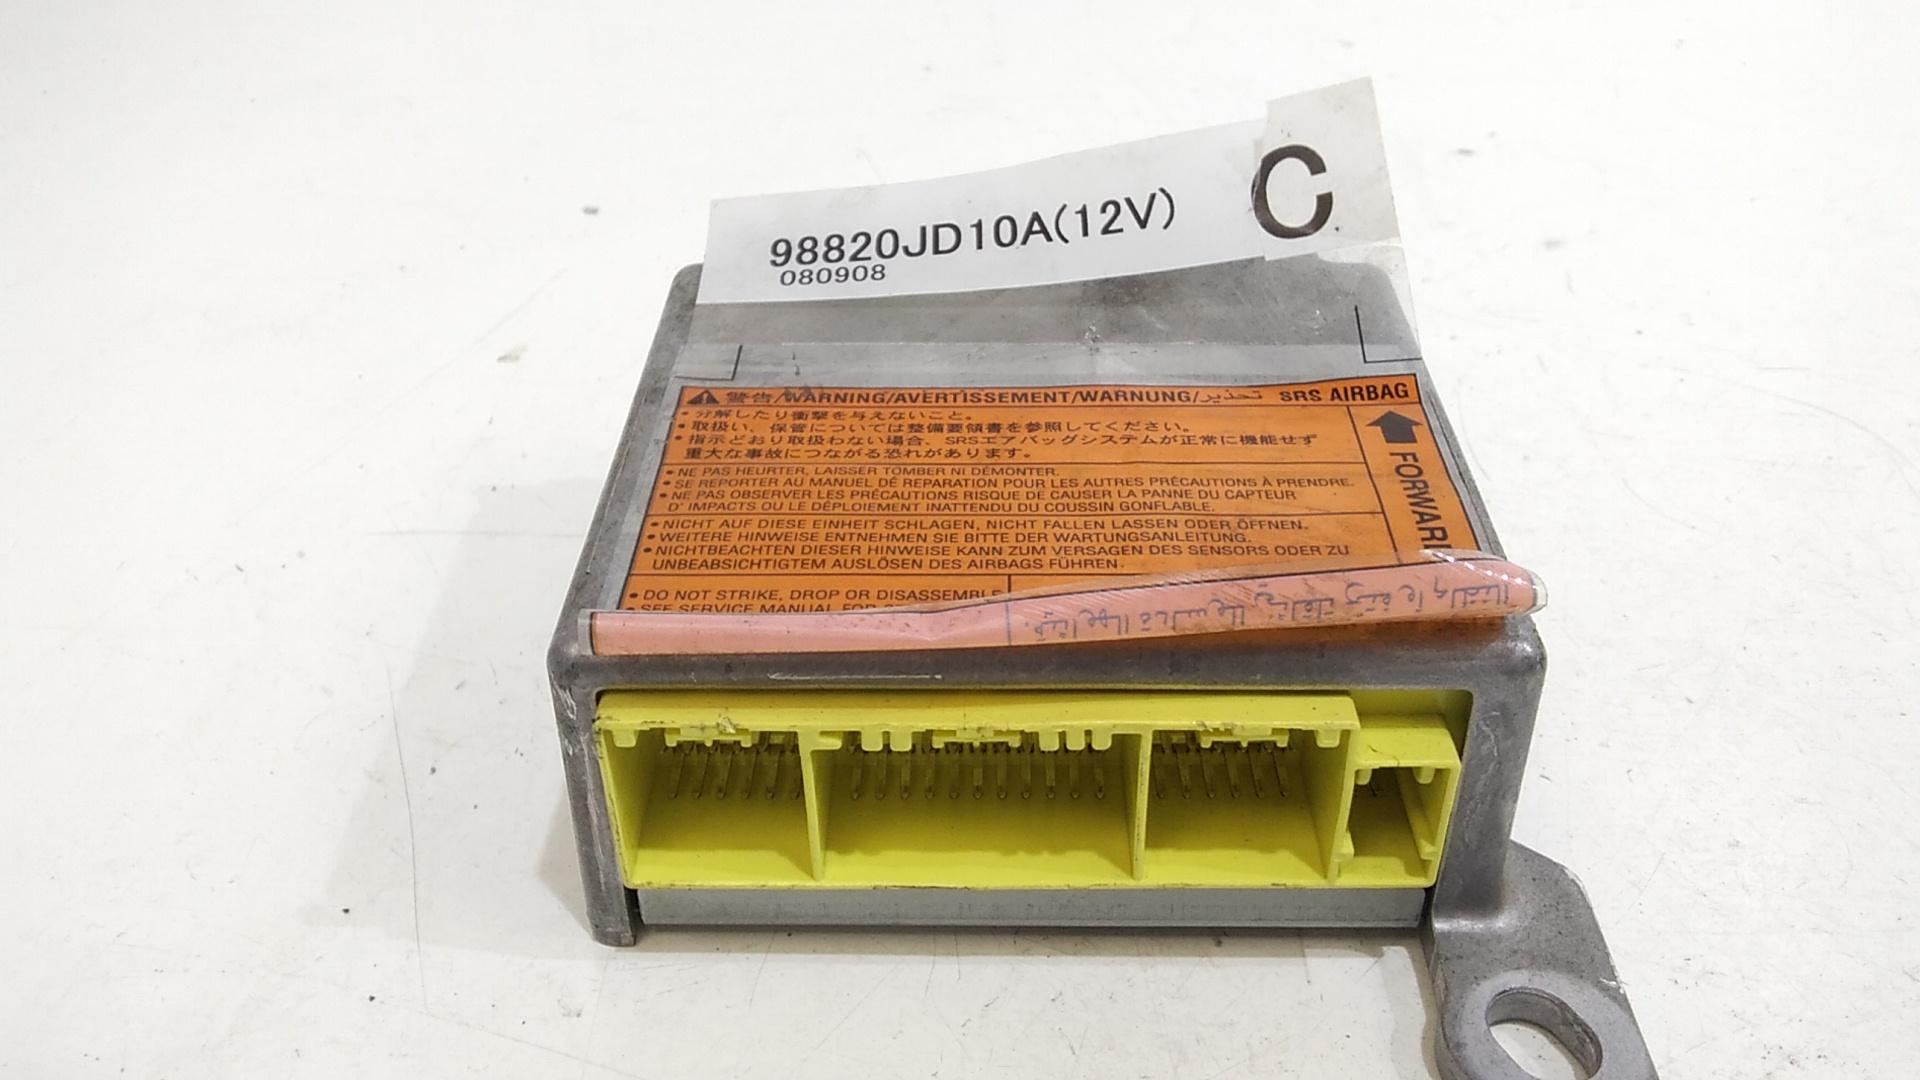 98820JD10A(12V)
080908
C
警告/WARNING/AVERTISSEMENT/WARNUNG/تحذير SRS AIRBAG
• 分解したり衝撃を与えないこと。
• 取扱い、保管については整備要領書を参照してください。
• 指示どおり取扱わない場合、SRSエアバッグシステムが正常に機能せず
重大な事故につながる恐れがあります。
• NE PAS HEURTER, LAISSER TOMBER NI DÉMONTER.
• SE REPORTER AU MANUEL DE RÉPARATION POUR LES AUTRES PRÉCAUTIONS À PRENDRE.
• NE PAS OBSERVER LES PRÉCAUTIONS RISQUE DE CAUSER LA PANNE DU CAPTEUR
D' IMPACTS OU LE DÉPLOIEMENT INATTENDU DU COUSSIN GONFLABLE.
• NICHT AUF DIESE EINHEIT SCHLAGEN, NICHT FALLEN LASSEN ODER ÖFFNEN.
• WEITERE HINWEISE ENTNEHMEN SIE BITTE DER WARTUNGSANLEITUNG.
• NICHTBEACHTEN DIESER HINWEISE KANN ZUM VERSAGEN DES SENSORS ODER ZU
UNBEABSICHTIGTEM AUSLÖSEN DES AIRBAGS FÜHREN.
• DO NOT STRIKE, DROP OR DISASSEMBLE
• SEE SERVICE MANUAL FOR
FORWARD